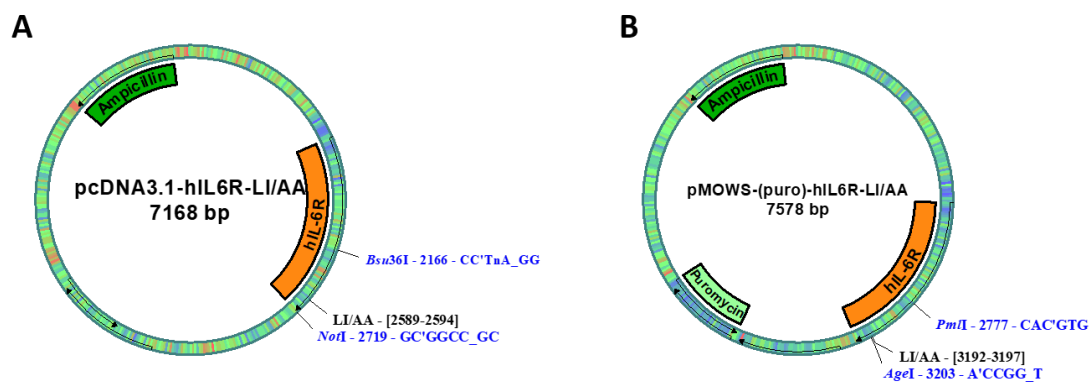 A
Ampicillin
pcDNA3.1-hIL6R-LI/AA
7168 bp
hIL-6R
Bsu36I - 2166 - CC'TnA_GG
LI/AA - [2589-2594]
NotI - 2719 - GC'GGCC_GC
B
Ampicillin
pMOWS-(puro)-hIL6R-LI/AA
7578 bp
hIL-6R
Puromycin
PmlI - 2777 - CAC'GTG
LI/AA - [3192-3197]
AgeI - 3203 - A'CCGG_T